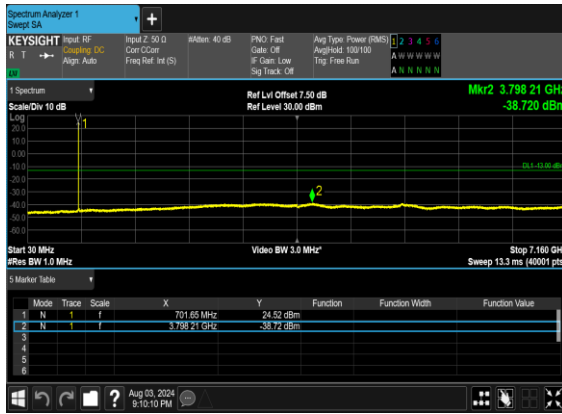 Spectrum Analyzer 1
Swept SA
+
KEYSIGHT Input: RF Input Z: 50 Ω #Atten: 40 dB PNO: Fast Avg Type: Power (RMS) 1 2 3 4 5 6
R T Coupling: DC Corr CCorr Gate: Off Avg|Hold: 100/100 A W W W W W
Align: Auto Freq Ref: Int (S) IF Gain: Low Trig: Free Run
Sig Track: Off A N N N N N
1 Spectrum Ref Lvl Offset 7.50 dB Mkr2 3.798 21 GHz
Scale/Div 10 dB Ref Level 30.00 dBm -38.720 dBm
Log
20.0
10.0
0.00
-10.0
-20.0
-30.0
-40.0
-50.0
-60.0
1
DL1 -13.00 dBm
2
Start 30 MHz Video BW 3.0 MHz* Stop 7.160 GHz
#Res BW 1.0 MHz Sweep 13.3 ms (40001 pts)
5 Marker Table
Mode Trace Scale X Y Function Function Width Function Value
1 N 1 f 701.65 MHz 24.52 dBm
2 N 1 f 3.798 21 GHz -38.72 dBm
3
4
5
6
? Aug 03, 2024
9:10:10 PM